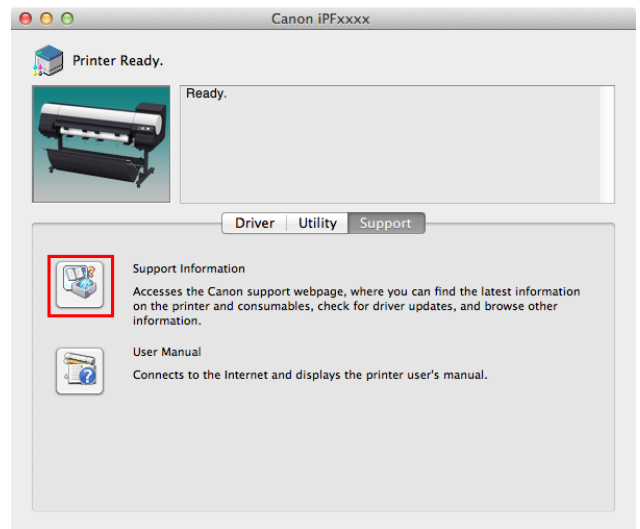 Canon iPFxxxx
Printer Ready.
Ready.
Driver Utility Support
Support Information
Accesses the Canon support webpage, where you can find the latest information
on the printer and consumables, check for driver updates, and browse other
information.
User Manual
Connects to the Internet and displays the printer user's manual.